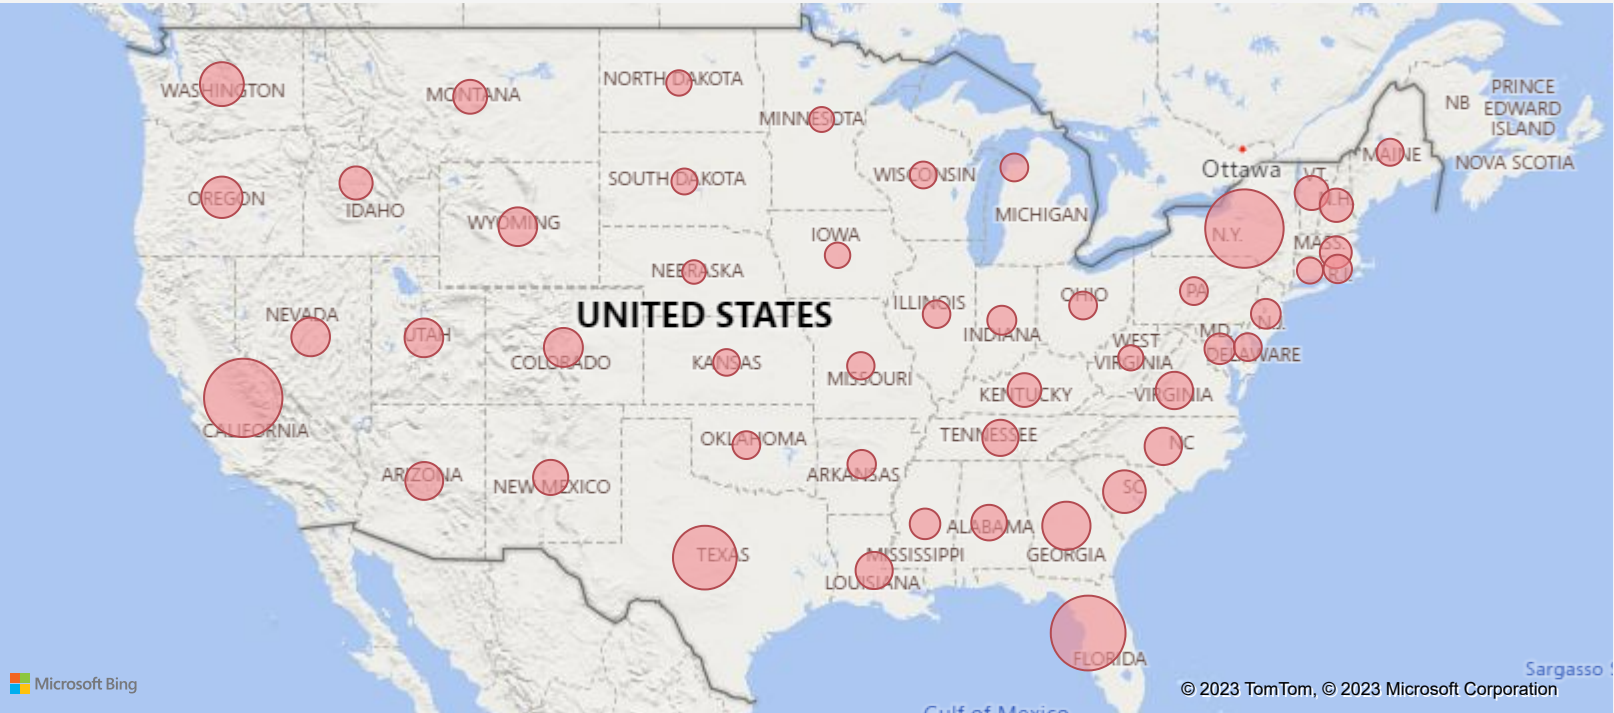 WASHINGTON
MONTANA
NORTH DAKOTA
MINNESOTA
PRINCE
EDWARD
ISLAND
NB
NOVA SCOTIA
MAINE
Ottawa
VT.
N.H.
OREGON
IDAHO
WYOMING
SOUTH DAKOTA
WISCONSIN
MICHIGAN
N.Y.
MASS.
R.I.
IOWA
NEBRASKA
UNITED STATES
NEVADA
UTAH
COLORADO
KANSAS
MISSOURI
ILLINOIS
INDIANA
OHIO
PA
N.J.
MD
DELAWARE
WEST
VIRGINIA
VIRGINIA
KENTUCKY
CALIFORNIA
ARIZONA
NEW MEXICO
OKLAHOMA
ARKANSAS
TENNESSEE
NC
SC
TEXAS
LOUISIANA
MISSISSIPPI
ALABAMA
GEORGIA
FLORIDA
Sargasso
Gulf of Mexico
Microsoft Bing
© 2023 TomTom, © 2023 Microsoft Corporation